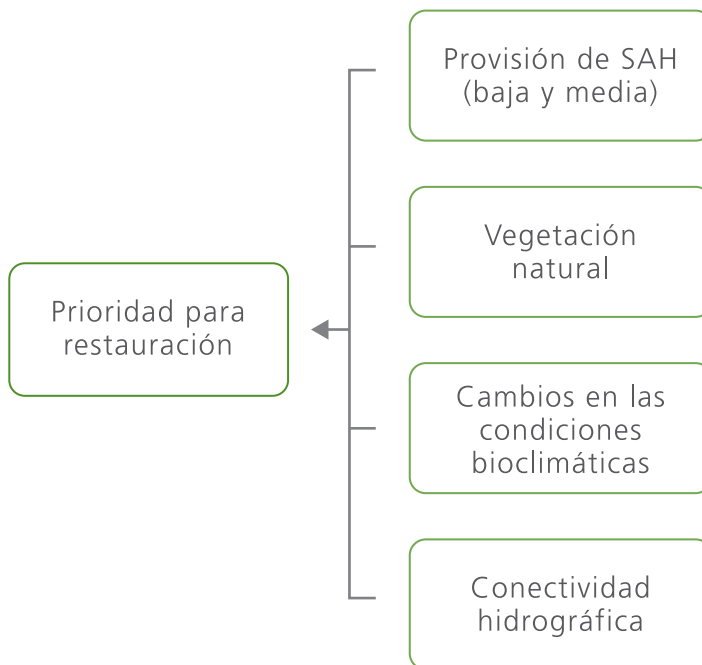 Provisión de SAH
(baja y media)
Vegetación
natural
Prioridad para
restauración
Cambios en las
condiciones
bioclimáticas
Conectividad
hidrográfica